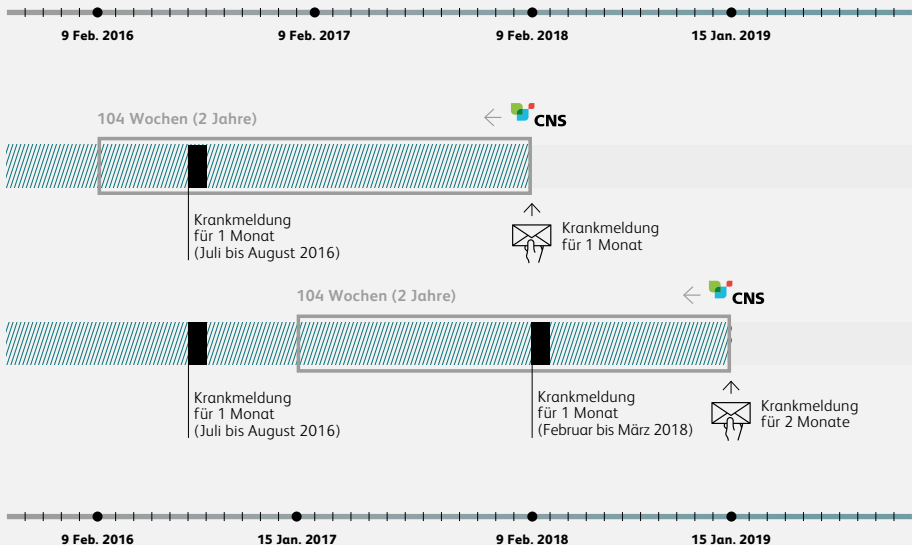 9 Feb. 2016
9 Feb. 2017
9 Feb. 2018
15 Jan. 2019
104 Wochen (2 Jahre)
CNS
Krankmeldung
für 1 Monat
(Juli bis August 2016)
Krankmeldung
für 1 Monat
104 Wochen (2 Jahre)
CNS
Krankmeldung
für 1 Monat
(Juli bis August 2016)
Krankmeldung
für 1 Monat
(Februar bis März 2018)
Krankmeldung
für 2 Monate
9 Feb. 2016
15 Jan. 2017
9 Feb. 2018
15 Jan. 2019